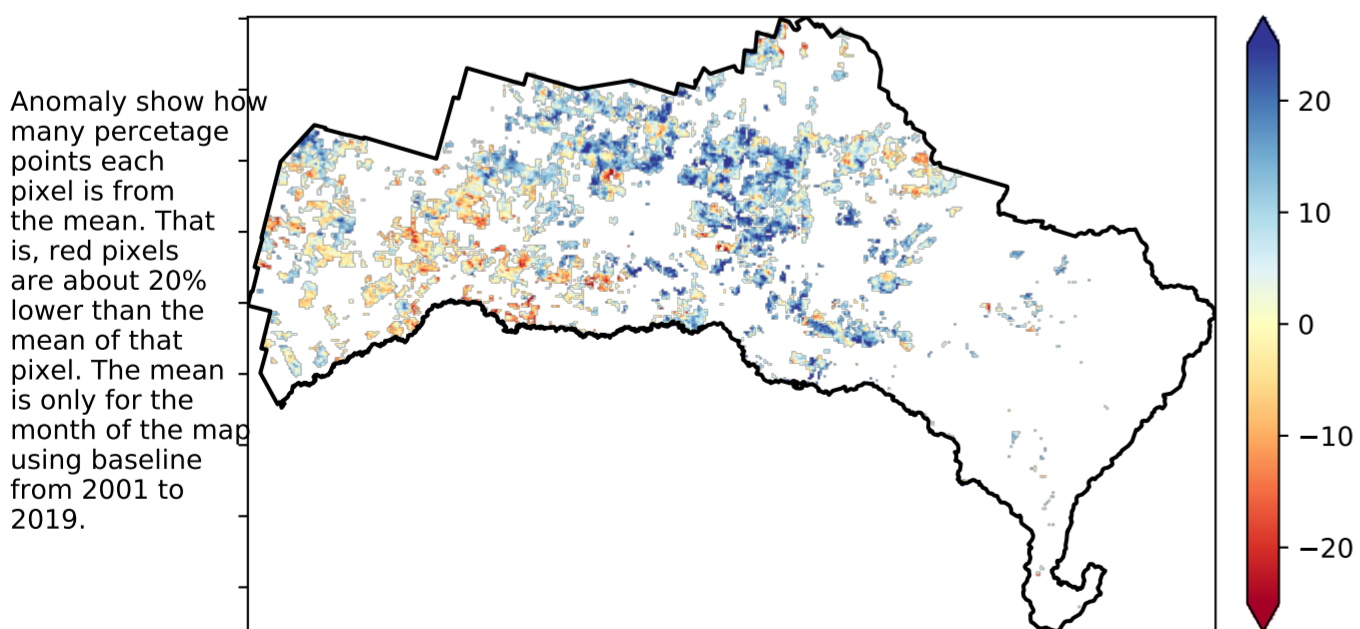 Anomaly show how
many percetage
points each
pixel is from
the mean. That
is, red pixels
are about 20%
lower than the
mean of that
pixel. The mean
is only for the
month of the map
using baseline
from 2001 to
2019.
20
10
0
−10
−20